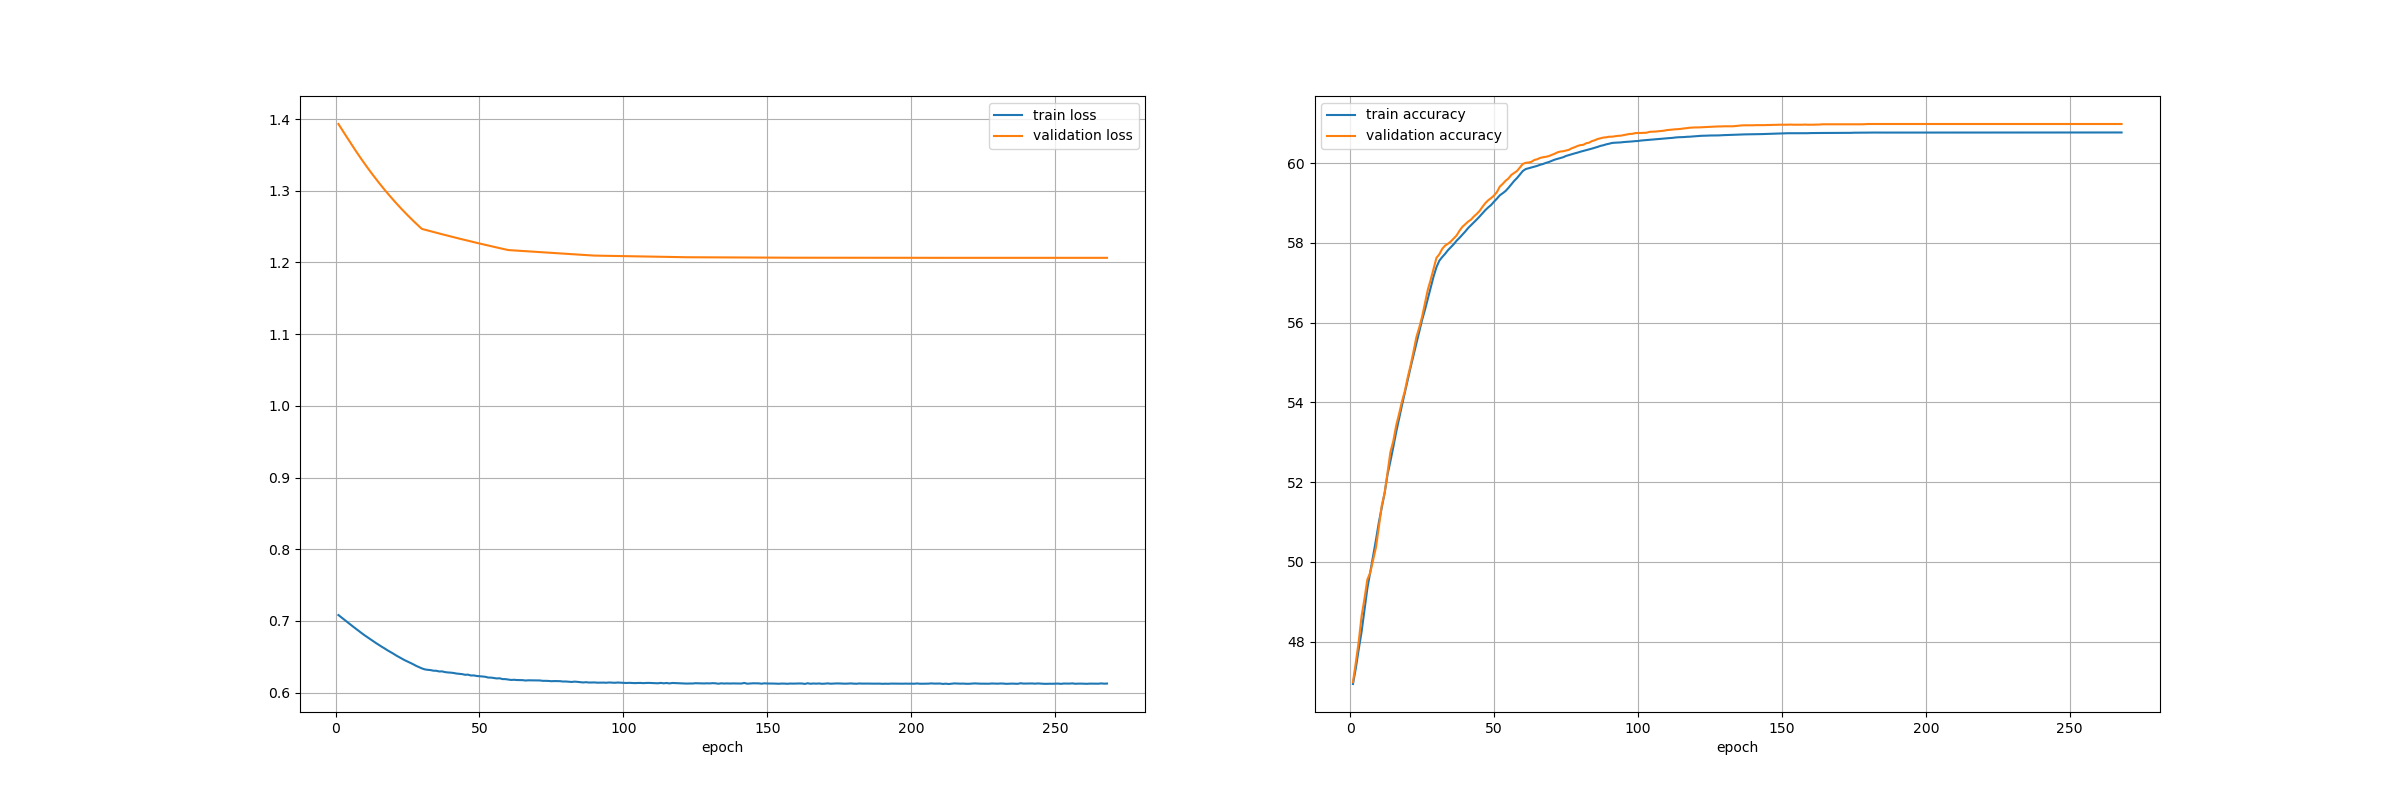 train loss
validation loss
1.4
1.3
1.2
1.1
1.0
0.9
0.8
0.7
0.6
0 50 100 150 200 250
epoch
train accuracy
validation accuracy
60
58
56
54
52
50
48
0 50 100 150 200 250
epoch